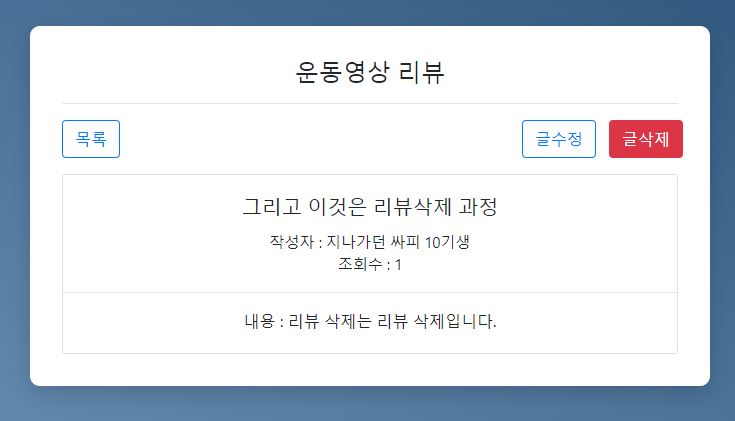 운동영상 리뷰
목록
글수정
글삭제
그리고 이것은 리뷰삭제 과정
작성자 : 지나가던 싸피 10기생
조회수 : 1
내용 : 리뷰 삭제는 리뷰 삭제입니다.